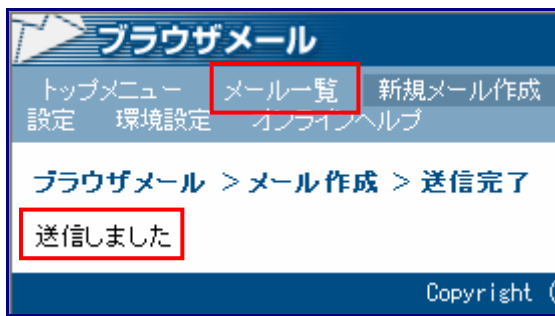 ブラウザメール
トップメニュー メール一覧 新規メール作成
設定 環境設定 オンラインヘルプ
ブラウザメール ＞メール作成 ＞ 送信完了
送信しました
Copyright (